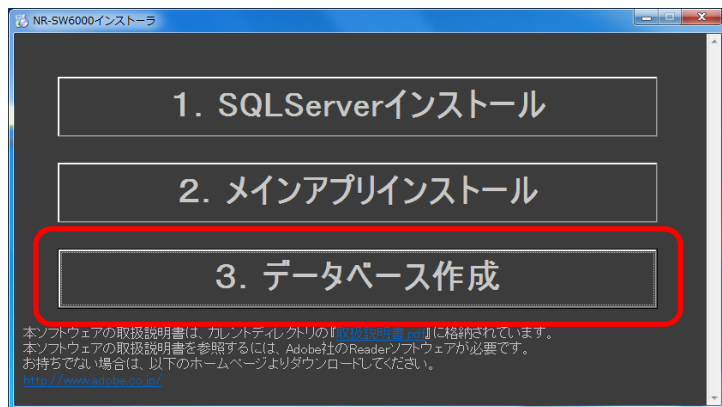 NR-SW6000インストーラ
1. SQLServerインストール
2. メインアプリインストール
3. データベース作成
本ソフトウェアの取扱説明書は、カレントディレクトリの『取扱説明書.pdf』に格納されています。
本ソフトウェアの取扱説明書を参照するには、Adobe社のReaderソフトウェアが必要です。
お持ちでない場合は、以下のホームページよりダウンロードしてください。
http://www.adobe.co.jp/